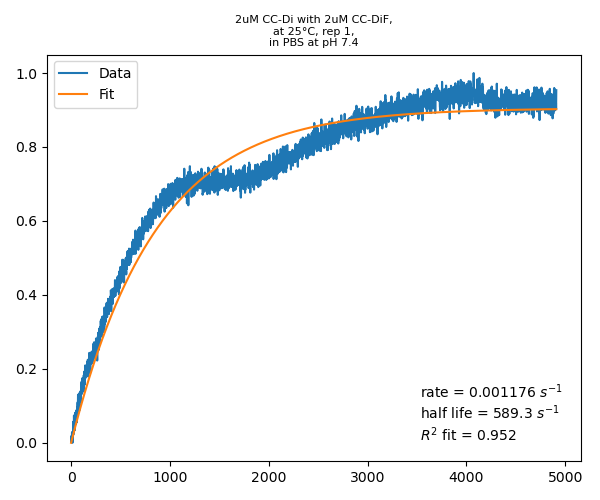 2uM CC-Di with 2uM CC-DiF,
at 25°C, rep 1,
in PBS at pH 7.4
Data
Fit
1.0
0.8
0.6
0.4
0.2
0.0
rate = 0.001176 s⁻¹
half life = 589.3 s⁻¹
R² fit = 0.952
0 1000 2000 3000 4000 5000